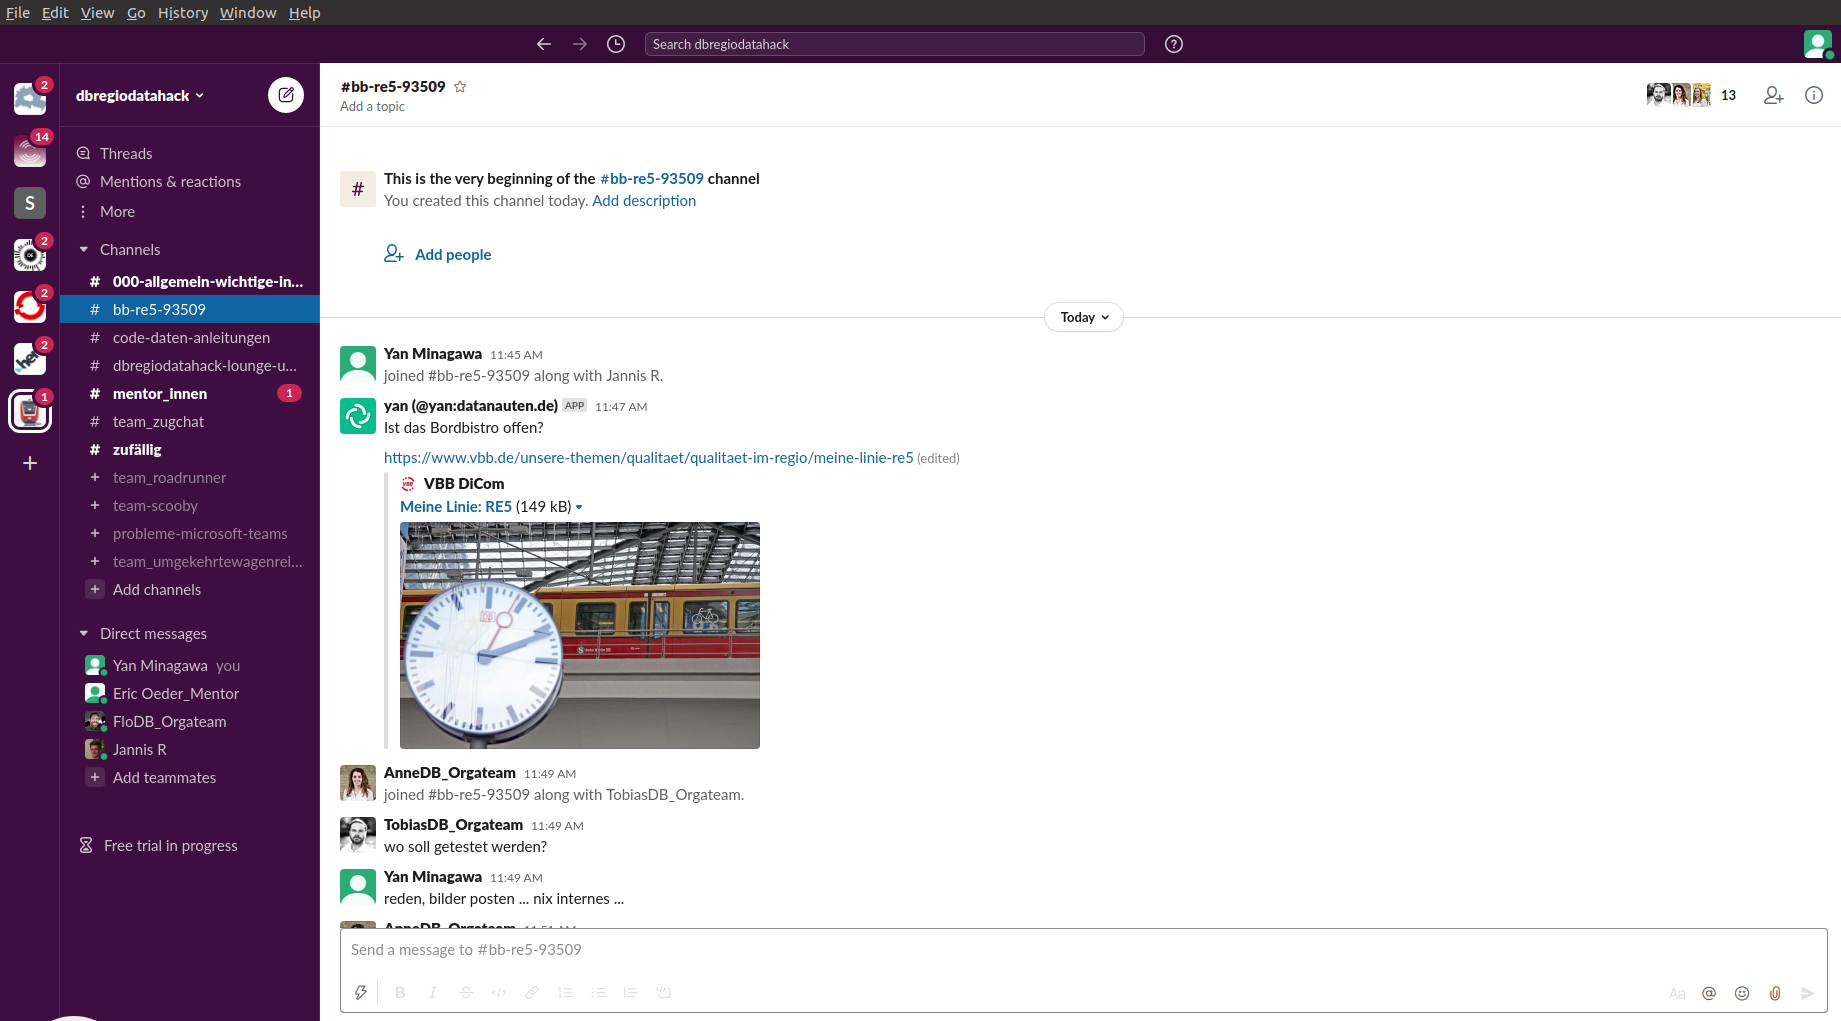 File Edit View Go History Window Help
Search dbregiodatahack
dbregiodatahack
#bb-re5-93509
Add a topic
13
2
14
S
2
2
2
1
Threads
Mentions & reactions
More
Channels
# 000-allgemein-wichtige-in...
# bb-re5-93509
# code-daten-anleitungen
# dbregiodatahack-lounge-u...
# mentor_innen 1
# team_zugchat
# zufällig
+ team_roadrunner
+ team-scooby
+ probleme-microsoft-teams
+ team_umgekehrtewagenrei...
+ Add channels
Direct messages
Yan Minagawa you
Eric Oeder_Mentor
FloDB_Orgateam
Jannis R
+ Add teammates
Free trial in progress
# This is the very beginning of the #bb-re5-93509 channel
You created this channel today. Add description
Add people
Today
Yan Minagawa 11:45 AM
joined #bb-re5-93509 along with Jannis R.
yan (@yan:datanauten.de) APP 11:47 AM
Ist das Bordbistro offen?
https://www.vbb.de/unsere-themen/qualitaet/qualitaet-im-regio/meine-linie-re5 (edited)
VBB DiCom
Meine Linie: RE5 (149 kB)
AnneDB_Orgateam 11:49 AM
joined #bb-re5-93509 along with TobiasDB_Orgateam.
TobiasDB_Orgateam 11:49 AM
wo soll getestet werden?
Yan Minagawa 11:49 AM
reden, bilder posten ... nix internes ...
AnneDB_Orgateam 11:51 AM
Send a message to #bb-re5-93509
B I S </> Aa @